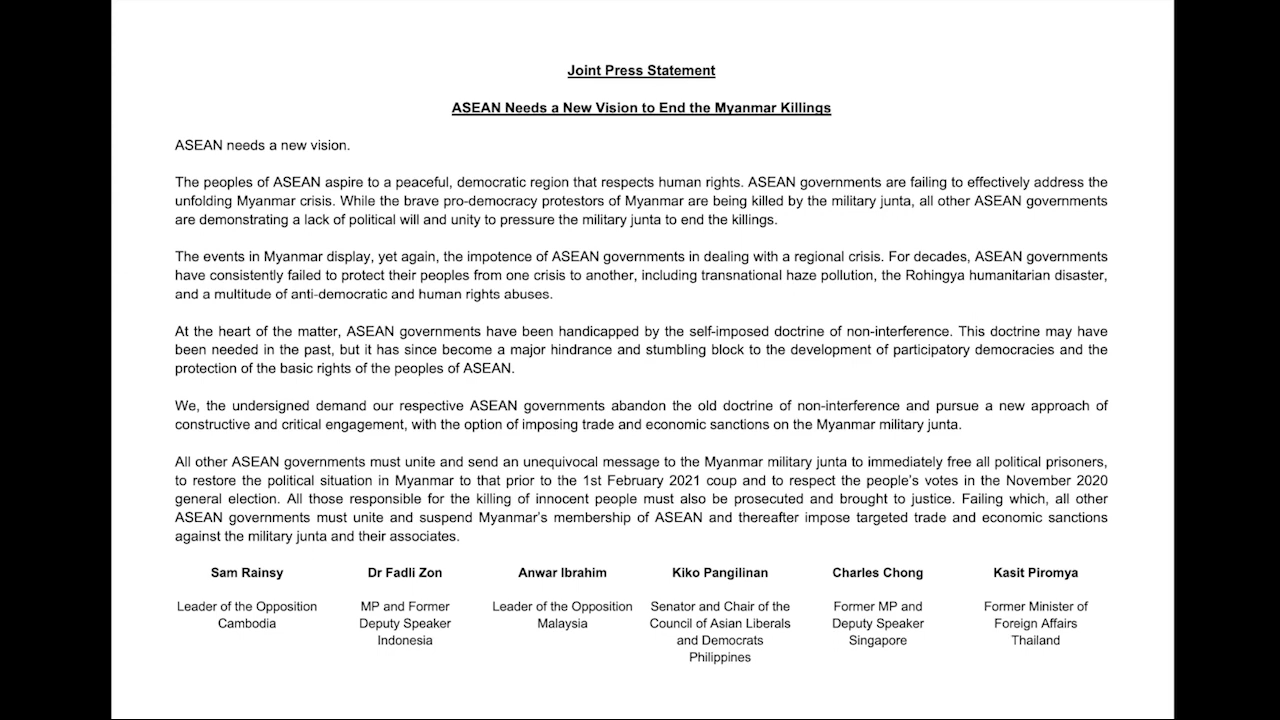 Joint Press Statement
ASEAN Needs a New Vision to End the Myanmar Killings
ASEAN needs a new vision.
The peoples of ASEAN aspire to a peaceful, democratic region that respects human rights. ASEAN governments are failing to effectively address the
unfolding Myanmar crisis. While the brave pro-democracy protestors of Myanmar are being killed by the military junta, all other ASEAN governments
are demonstrating a lack of political will and unity to pressure the military junta to end the killings.
The events in Myanmar display, yet again, the impotence of ASEAN governments in dealing with a regional crisis. For decades, ASEAN governments
have consistently failed to protect their peoples from one crisis to another, including transnational haze pollution, the Rohingya humanitarian disaster,
and a multitude of anti-democratic and human rights abuses.
At the heart of the matter, ASEAN governments have been handicapped by the self-imposed doctrine of non-interference. This doctrine may have
been needed in the past, but it has since become a major hindrance and stumbling block to the development of participatory democracies and the
protection of the basic rights of the peoples of ASEAN.
We, the undersigned demand our respective ASEAN governments abandon the old doctrine of non-interference and pursue a new approach of
constructive and critical engagement, with the option of imposing trade and economic sanctions on the Myanmar military junta.
All other ASEAN governments must unite and send an unequivocal message to the Myanmar military junta to immediately free all political prisoners,
to restore the political situation in Myanmar to that prior to the 1st February 2021 coup and to respect the people's votes in the November 2020
general election. All those responsible for the killing of innocent people must also be prosecuted and brought to justice. Failing which, all other
ASEAN governments must unite and suspend Myanmar's membership of ASEAN and thereafter impose targeted trade and economic sanctions
against the military junta and their associates.
Sam Rainsy
Leader of the Opposition
Cambodia
Dr Fadli Zon
MP and Former
Deputy Speaker
Indonesia
Anwar Ibrahim
Leader of the Opposition
Malaysia
Kiko Pangilinan
Senator and Chair of the
Council of Asian Liberals
and Democrats
Philippines
Charles Chong
Former MP and
Deputy Speaker
Singapore
Kasit Piromya
Former Minister of
Foreign Affairs
Thailand